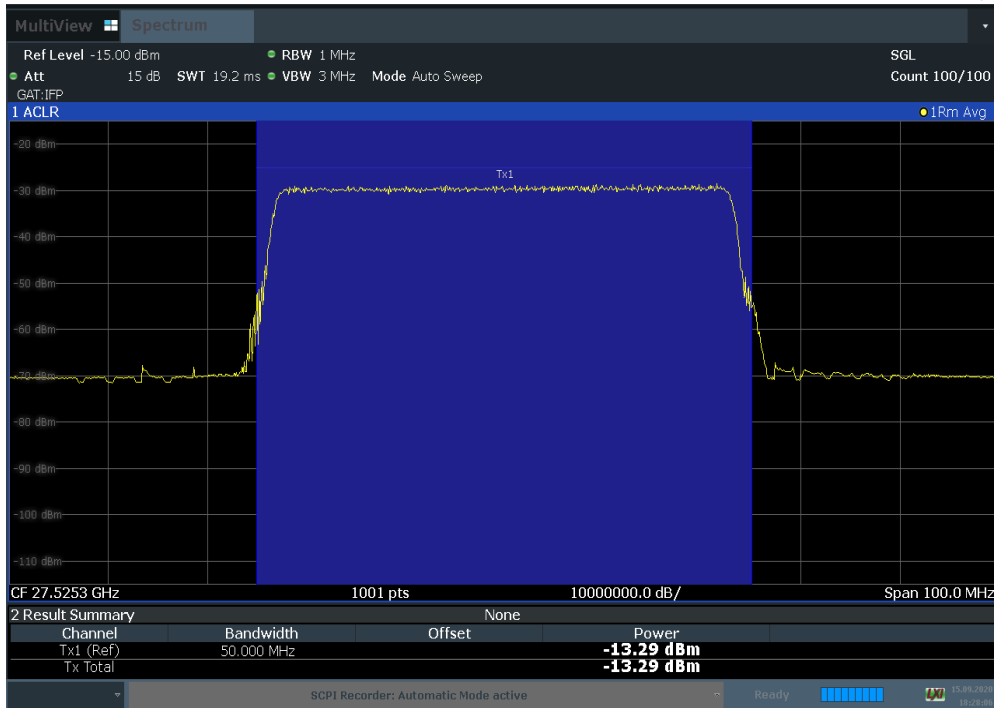 MultiView Spectrum
Ref Level -15.00 dBm RBW 1 MHz SGL
Att 15 dB SWT 19.2 ms VBW 3 MHz Mode Auto Sweep Count 100/100
GAT:IFP
1 ACLR 1Rm Avg
-20 dBm
Tx1
-30 dBm
-40 dBm
-50 dBm
-60 dBm
-70 dBm
-80 dBm
-90 dBm
-100 dBm
-110 dBm
CF 27.5253 GHz 1001 pts 10000000.0 dB/ Span 100.0 MHz
2 Result Summary None
Channel Bandwidth Offset Power
Tx1 (Ref) 50.000 MHz -13.29 dBm
Tx Total -13.29 dBm
SCPI Recorder: Automatic Mode active Ready LXI 15.09.2020